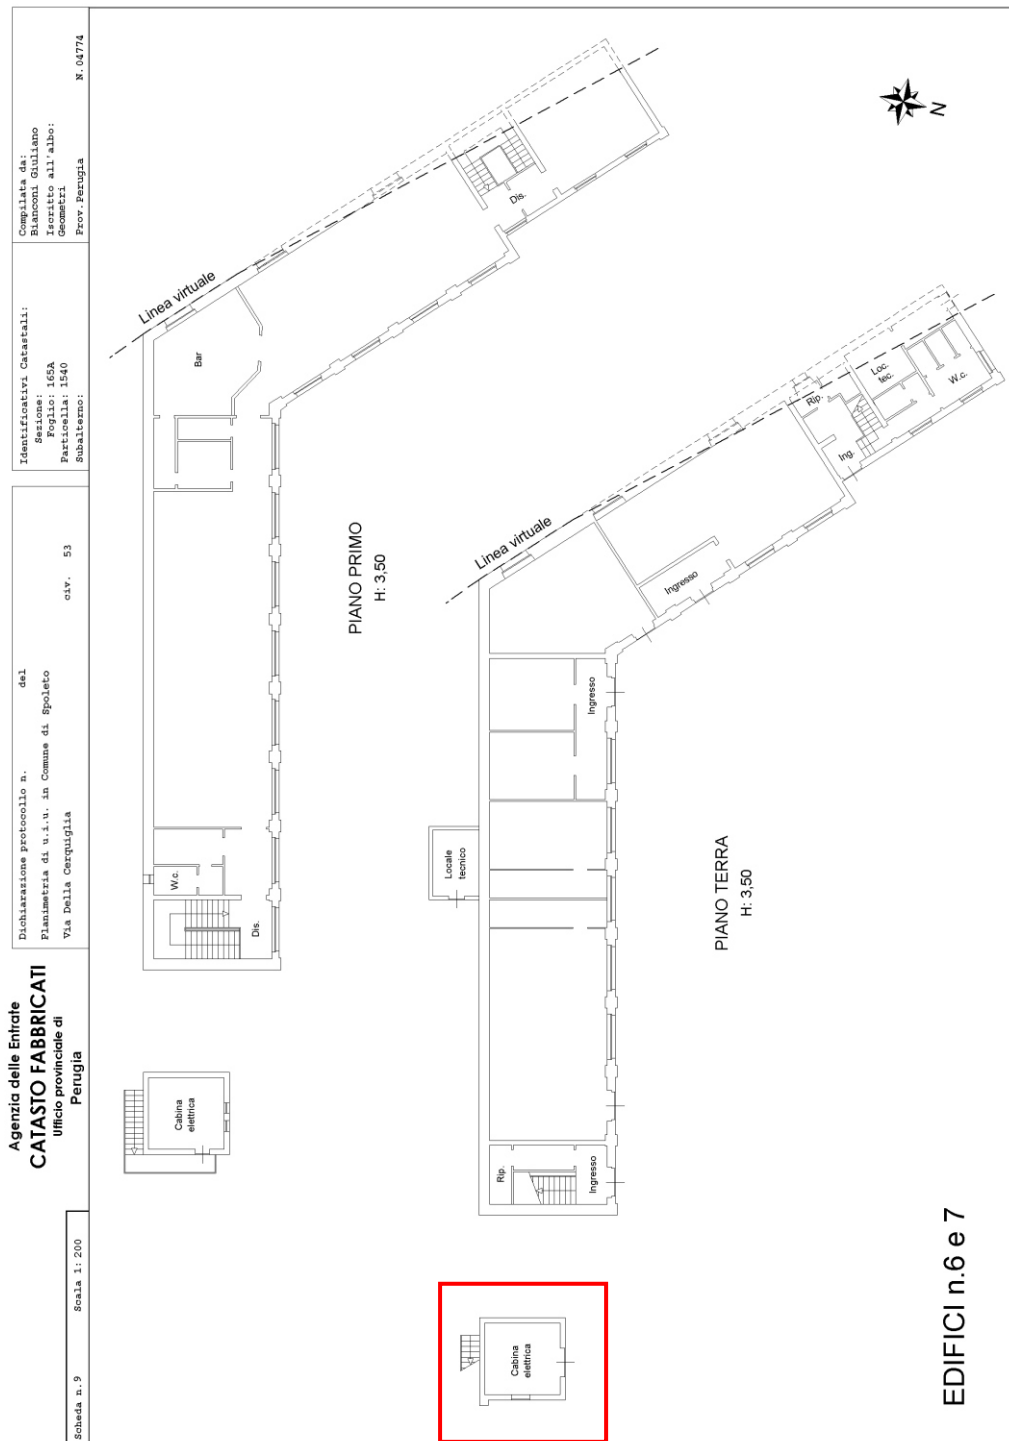 Agenzia delle Entrate
CATASTO FABBRICATI
Ufficio provinciale di
Perugia
Dichiarazione protocollo n. del
Planimetria di u.i.u. in Comune di Spoleto
Via Della Cerquiglia civ. 53
Identificativi Catastali:
Sezione:
Foglio: 165A
Particella: 1540
Subalterno:
Compilata da:
Bianconi Giuliano
Iscritto all'albo:
Geometri
Prov. Perugia N. 04774
Scheda n. 9 Scala 1: 200
Cabina
elettrica
Dis.
W.c.
Bar
Linea virtuale
Dis.
PIANO PRIMO
H: 3,50
N
Cabina
elettrica
Rip.
Ingresso
Locale
tecnico
Ingresso
Linea virtuale
Ingresso
Rip.
Ing.
Loc.
tec.
W.c.
PIANO TERRA
H: 3,50
EDIFICI n.6 e 7